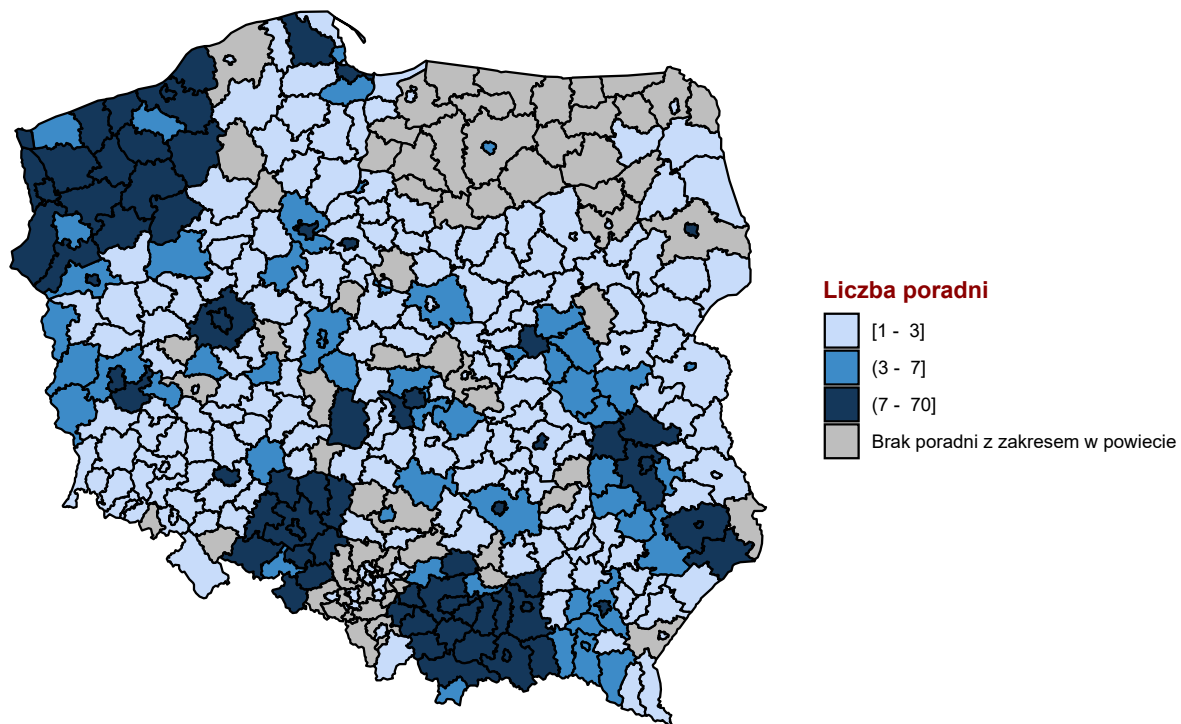 Liczba poradni
[1 - 3]
(3 - 7]
(7 - 70]
Brak poradni z zakresem w powiecie